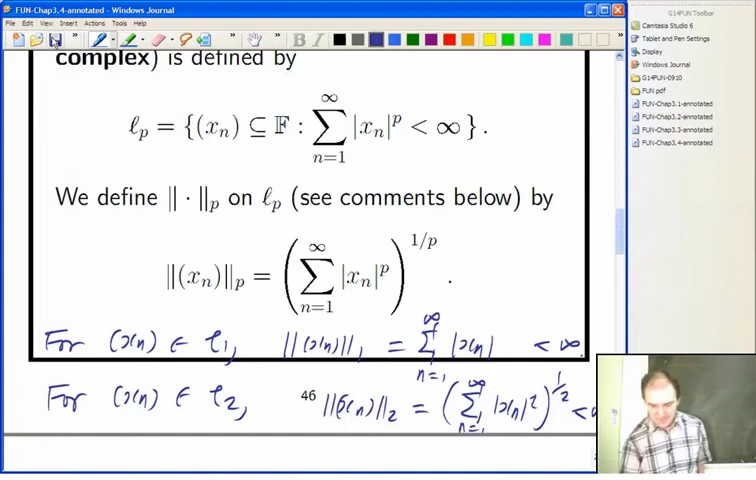 FUN-Chap3.4-annotated - Windows Journal
File Edit View Insert Actions Tools Help
complex) is defined by
ℓ_p = {(x_n) ⊆ 𝔽 : ∑_{n=1}^{∞} |x_n|^p < ∞ } .
We define ‖ · ‖_p on ℓ_p (see comments below) by
‖(x_n)‖_p = ( ∑_{n=1}^{∞} |x_n|^p )^{1/p} .
For (x_n) ∈ ℓ_1, ‖(x_n)‖_1 = ∑_{n=1}^{∞} |x_n| < ∞.
46
For (x_n) ∈ ℓ_2, ‖(x_n)‖_2 = ( ∑_{n=1}^{∞} |x_n|^2 )^{1/2} < ∞
G14FUN Toolbar
Camtasia Studio 6
Tablet and Pen Settings
Display
Windows Journal
G14FUN-0910
FUN pdf
FUN-Chap3.1-annotated
FUN-Chap3.2-annotated
FUN-Chap3.3-annotated
FUN-Chap3.4-annotated